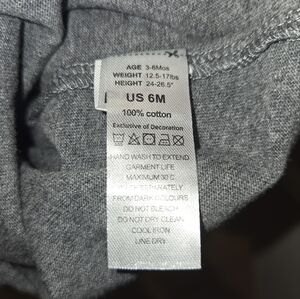 AGE 3-6Mos
WEIGHT 12.5-17lbs
HEIGHT 24-26.5"
US 6M
100% cotton
Exclusive of Decoration
HAND WASH TO EXTEND
GARMENT LIFE
MAXIMUM 30 C
SEPARATELY
FROM DARK COLOURS
DO NOT BLEACH
DO NOT DRY CLEAN
COOL IRON
LINE DRY